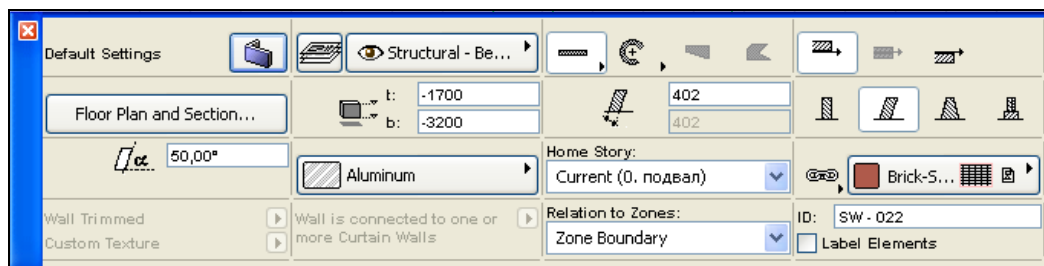 Default Settings
Structural - Be...
Floor Plan and Section...
t: -1700
b: -3200
402
402
α 50,00°
Aluminum
Home Story:
Current (0. подвал)
Brick-S...
Wall Trimmed
Custom Texture
Wall is connected to one or
more Curtain Walls
Relation to Zones:
Zone Boundary
ID: SW - 022
Label Elements